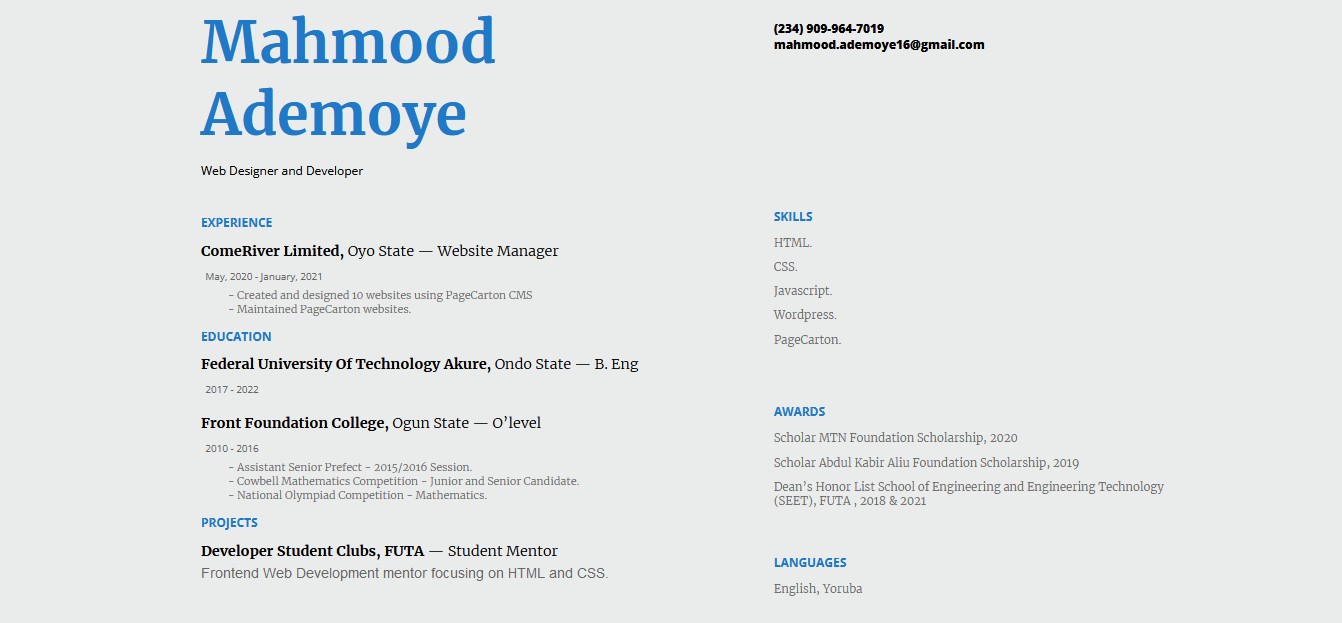 Mahmood
Ademoye
Web Designer and Developer
(234) 909-964-7019
mahmood.ademoye16@gmail.com
EXPERIENCE
ComeRiver Limited, Oyo State — Website Manager
May, 2020 - January, 2021
- Created and designed 10 websites using PageCarton CMS
- Maintained PageCarton websites.
EDUCATION
Federal University Of Technology Akure, Ondo State — B. Eng
2017 - 2022
Front Foundation College, Ogun State — O’level
2010 - 2016
- Assistant Senior Prefect - 2015/2016 Session.
- Cowbell Mathematics Competition - Junior and Senior Candidate.
- National Olympiad Competition - Mathematics.
PROJECTS
Developer Student Clubs, FUTA — Student Mentor
Frontend Web Development mentor focusing on HTML and CSS.
SKILLS
HTML.
CSS.
Javascript.
Wordpress.
PageCarton.
AWARDS
Scholar MTN Foundation Scholarship, 2020
Scholar Abdul Kabir Aliu Foundation Scholarship, 2019
Dean’s Honor List School of Engineering and Engineering Technology
(SEET), FUTA , 2018 & 2021
LANGUAGES
English, Yoruba